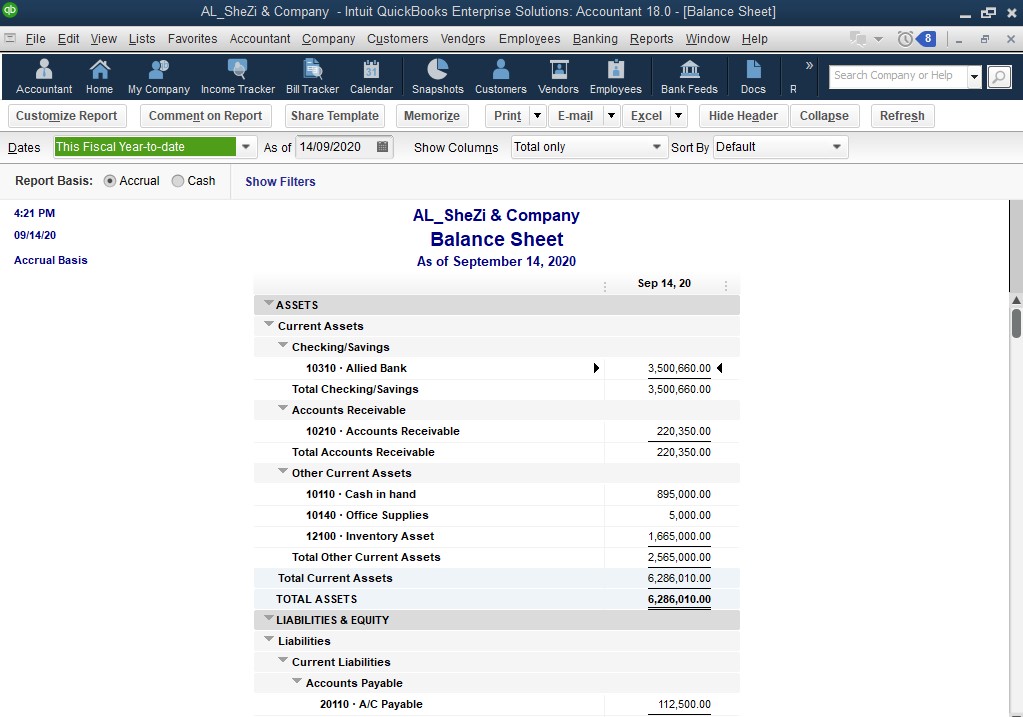 qb AL_SheZi & Company - Intuit QuickBooks Enterprise Solutions: Accountant 18.0 - [Balance Sheet]
File Edit View Lists Favorites Accountant Company Customers Vendors Employees Banking Reports Window Help 8
31
Accountant Home My Company Income Tracker Bill Tracker Calendar Snapshots Customers Vendors Employees Bank Feeds Docs R » Search Company or Help
Customize Report Comment on Report Share Template Memorize Print E-mail Excel Hide Header Collapse Refresh
Dates This Fiscal Year-to-date As of 14/09/2020 Show Columns Total only Sort By Default
Report Basis: Accrual Cash Show Filters
4:21 PM AL_SheZi & Company
09/14/20 Balance Sheet
Accrual Basis As of September 14, 2020
Sep 14, 20
ASSETS
Current Assets
Checking/Savings
10310 · Allied Bank 3,500,660.00
Total Checking/Savings 3,500,660.00
Accounts Receivable
10210 · Accounts Receivable 220,350.00
Total Accounts Receivable 220,350.00
Other Current Assets
10110 · Cash in hand 895,000.00
10140 · Office Supplies 5,000.00
12100 · Inventory Asset 1,665,000.00
Total Other Current Assets 2,565,000.00
Total Current Assets 6,286,010.00
TOTAL ASSETS 6,286,010.00
LIABILITIES & EQUITY
Liabilities
Current Liabilities
Accounts Payable
20110 · A/C Payable 112,500.00